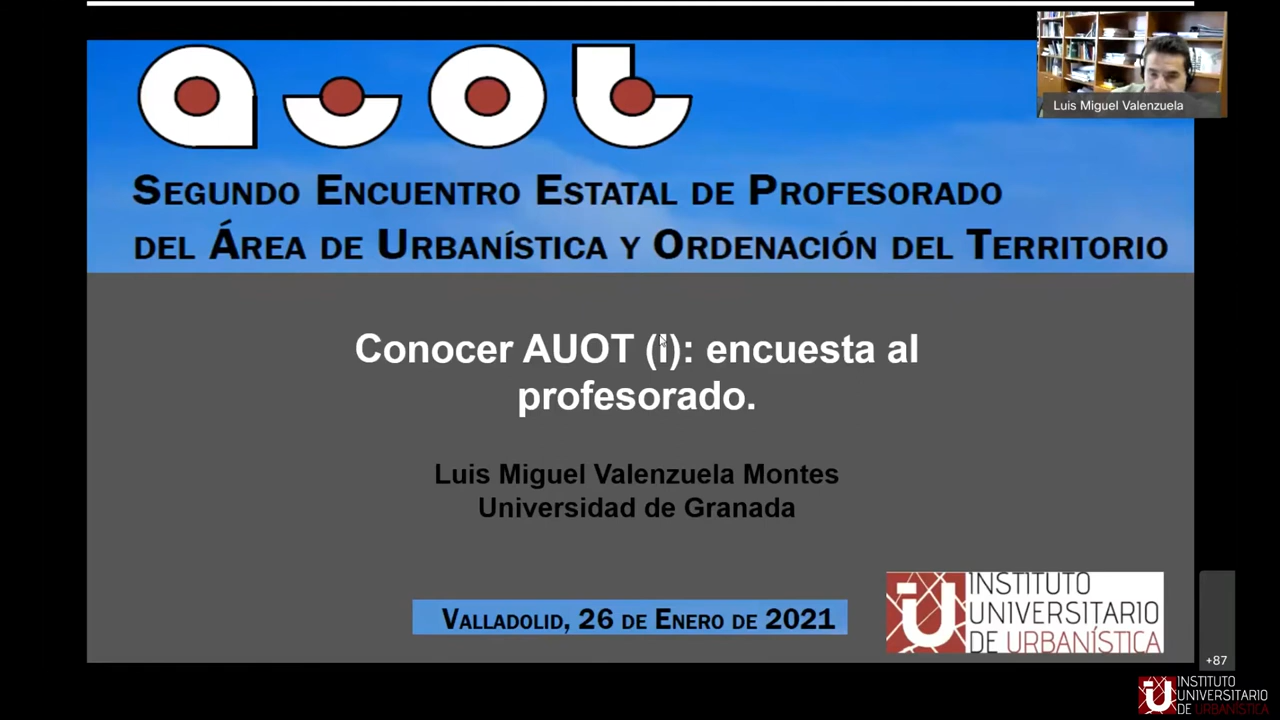 auot
Luis Miguel Valenzuela
SEGUNDO ENCUENTRO ESTATAL DE PROFESORADO
DEL ÁREA DE URBANÍSTICA Y ORDENACIÓN DEL TERRITORIO
Conocer AUOT (i): encuesta al
profesorado.
Luis Miguel Valenzuela Montes
Universidad de Granada
VALLADOLID, 26 DE ENERO DE 2021
INSTITUTO
UNIVERSITARIO
DE URBANÍSTICA
+87
INSTITUTO
UNIVERSITARIO
DE URBANÍSTICA